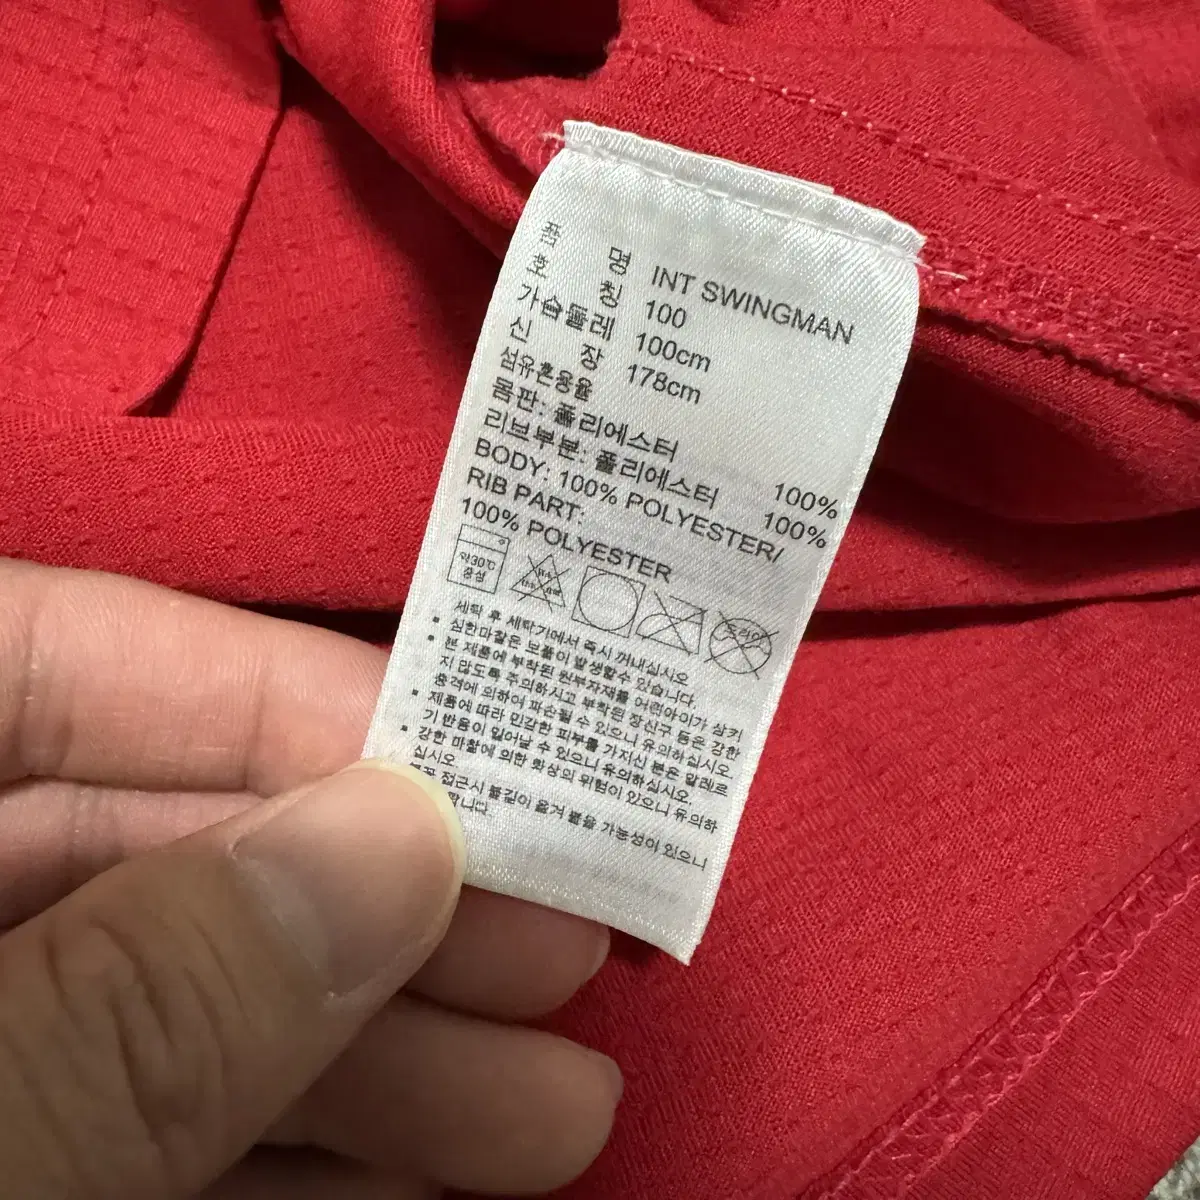 품 명 INT SWINGMAN
호 칭 100
가슴둘레 100cm
신 장 178cm
섬유혼용율
몸판: 폴리에스터 100%
리브부분: 폴리에스터 100%
BODY: 100% POLYESTER/
RIB PART:
100% POLYESTER
약30℃
중성
드라이
세탁 후 세탁기에서 즉시 꺼내십시오
심한마찰은 보풀이 발생할수 있습니다.
본 제품에 부착된 원부자재를 어린아이가 삼키
지 않도록 주의하시고 부착된 장신구 등은 강한
충격에 의하여 파손될 수 있으니 유의하십시오
제품에 따라 민감한 피부를 가지신 분은 알레르
기 반응이 일어날 수 있으니 유의하십시오.
강한 마찰에 의한 화상의 위험이 있으니 유의하
십시오
접근시 불길이 옮겨 붙을 가능성이 있으니